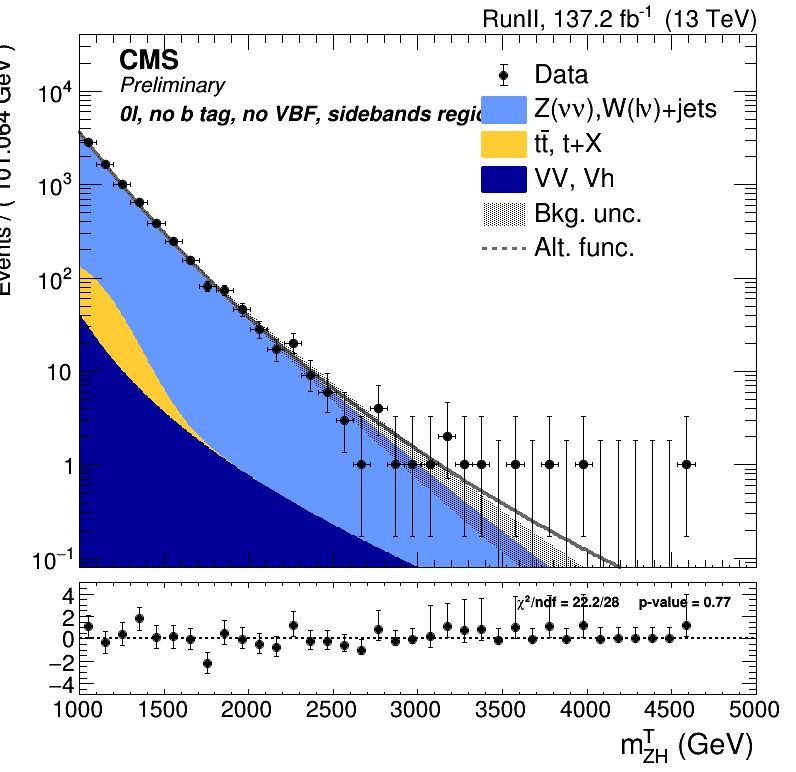 RunII, 137.2 fb⁻¹ (13 TeV)
CMS
Preliminary
0l, no b tag, no VBF, sidebands regio
Data
Z(νν),W(lν)+jets
tt̄, t+X
VV, Vh
Bkg. unc.
Alt. func.
Events / ( 101.064 GeV )
10⁴
10³
10²
10
1
10⁻¹
χ²/ndf = 22.2/28 p-value = 0.77
4
2
0
−2
−4
1000 1500 2000 2500 3000 3500 4000 4500 5000
m^T_ZH (GeV)